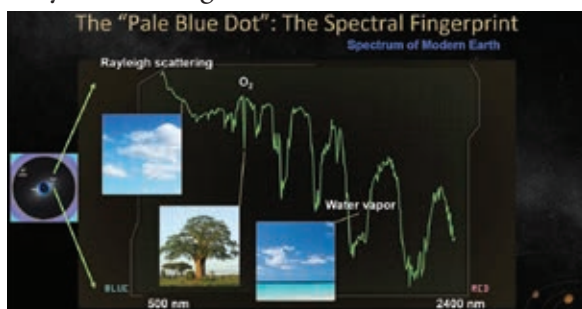 The “Pale Blue Dot”: The Spectral Fingerprint
Spectrum of Modern Earth
Rayleigh scattering
O₂
Water vapor
BLUE
RED
500 nm
2400 nm